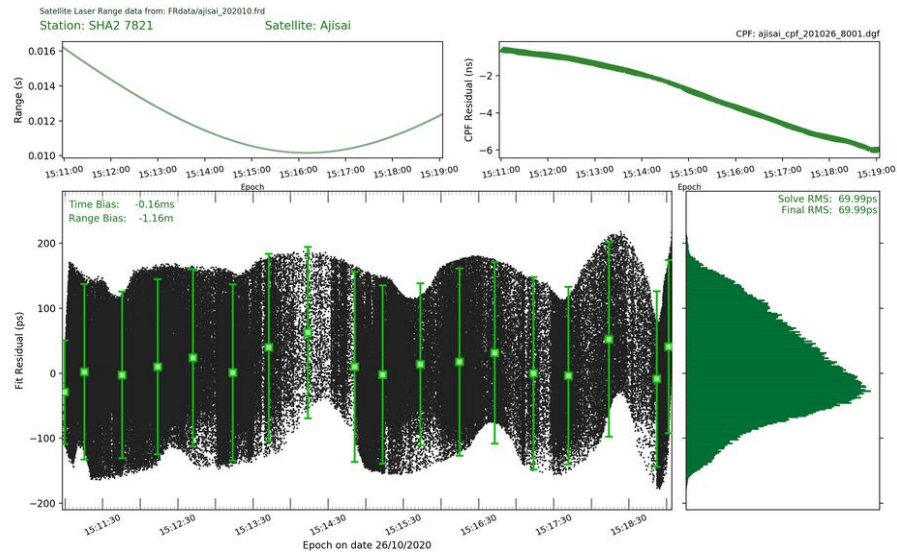 Satellite Laser Range data from: FRdata/ajisai_202010.frd
Station: SHA2 7821 Satellite: Ajisai
CPF: ajisai_cpf_201026_8001.dgf
Range (s)
0.016
0.014
0.012
0.010
15:11:00 15:12:00 15:13:00 15:14:00 15:15:00 15:16:00 15:17:00 15:18:00 15:19:00
Epoch
CPF Residual (ns)
−2
−4
−6
15:11:00 15:12:00 15:13:00 15:14:00 15:15:00 15:16:00 15:17:00 15:18:00 15:19:00
Epoch
Time Bias: -0.16ms
Range Bias: -1.16m
Solve RMS: 69.99ps
Final RMS: 69.99ps
Fit Residual (ps)
200
100
0
−100
−200
15:11:30 15:12:30 15:13:30 15:14:30 15:15:30 15:16:30 15:17:30 15:18:30
Epoch on date 26/10/2020